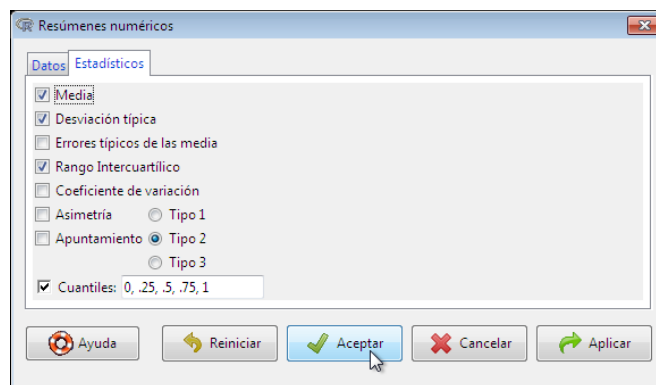 Resúmenes numéricos
Datos Estadísticos
Media
Desviación típica
Errores típicos de las media
Rango Intercuartílico
Coeficiente de variación
Asimetría Tipo 1
Apuntamiento Tipo 2
Tipo 3
Cuantiles: 0, .25, .5, .75, 1
Ayuda Reiniciar Aceptar Cancelar Aplicar